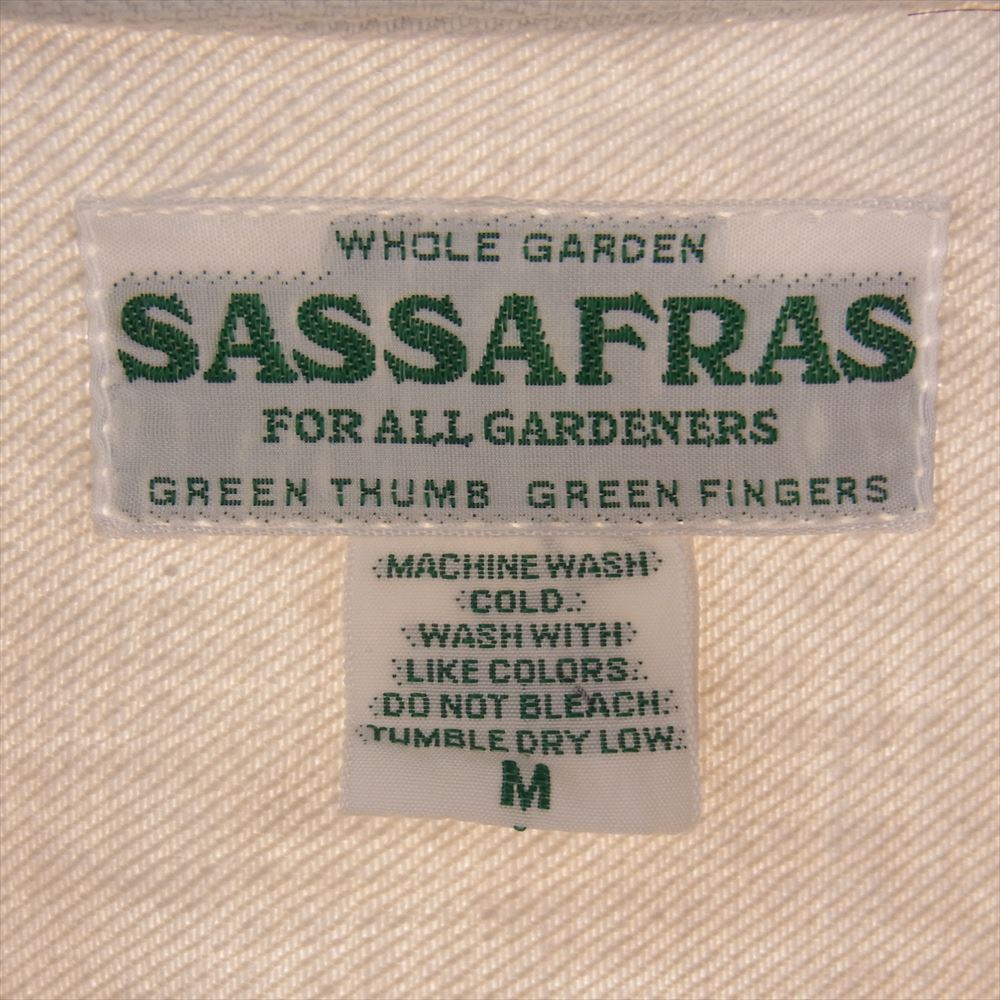 WHOLE GARDEN
SASSAFRAS
FOR ALL GARDENERS
GREEN THUMB GREEN FINGERS
MACHINE WASH
COLD.
WASH WITH
LIKE COLORS.
DO NOT BLEACH.
TUMBLE DRY LOW.
M